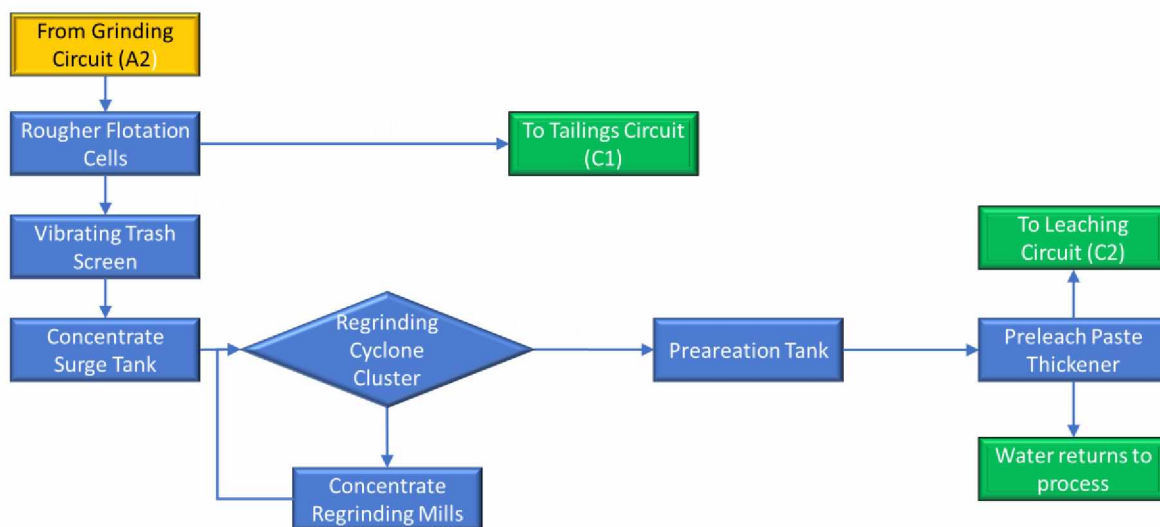 From Grinding
Circuit (A2)
Rougher Flotation
Cells
To Tailings Circuit
(C1)
Vibrating Trash
Screen
To Leaching
Circuit (C2)
Concentrate
Surge Tank
Regrinding
Cyclone
Cluster
Preareation Tank
Preleach Paste
Thickener
Concentrate
Regrinding Mills
Water returns to
process